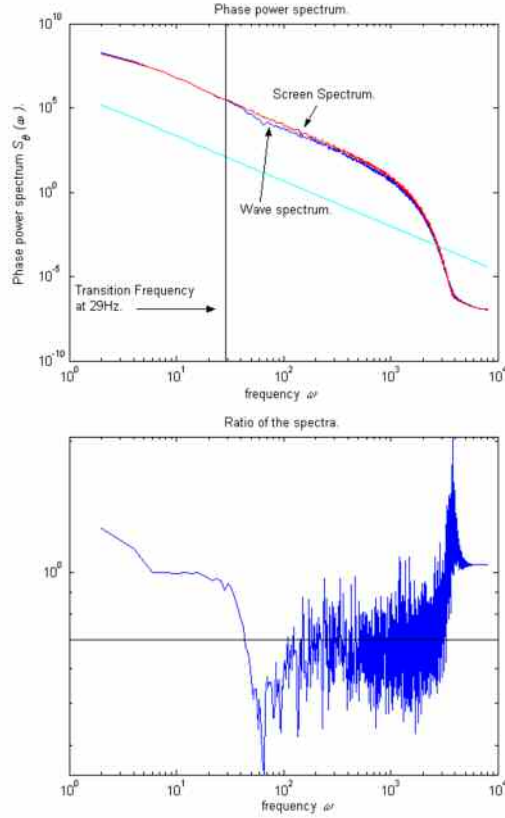 Phase power spectrum.
10^10
10^5
10^0
10^-5
10^-10
Phase power spectrum S_θ(ω).
Screen Spectrum.
Wave spectrum.
Transition Frequency
at 29Hz.
10^0 10^1 10^2 10^3 10^4
frequency ω
Ratio of the spectra.
10^0
10^0 10^1 10^2 10^3 10^4
frequency ω